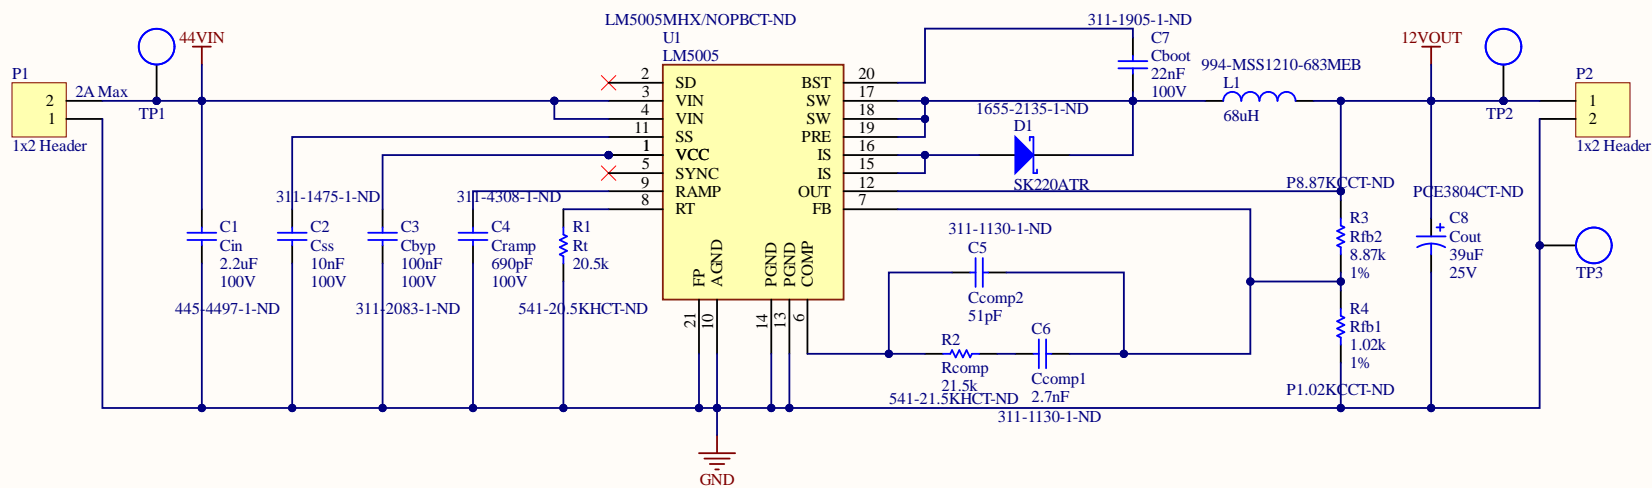 LM5005MHX/NOPBCT-ND
U1
LM5005
2 SD
3 VIN
4 VIN
11 SS
1 VCC
5 SYNC
9 RAMP
8 RT
BST 20
SW 17
SW 18
PRE 19
IS 16
IS 15
OUT 12
FB 7
FP 21
AGND 10
PGND 14
PGND 13
COMP 6
P1
2
1
1x2 Header
2A Max
TP1
44VIN
311-1475-1-ND
311-4308-1-ND
C1
Cin
2.2uF
100V
445-4497-1-ND
C2
Css
10nF
100V
C3
Cbyp
100nF
100V
311-2083-1-ND
C4
Cramp
690pF
100V
R1
Rt
20.5k
541-20.5KHCT-ND
GND
311-1905-1-ND
C7
Cboot
22nF
100V
1655-2135-1-ND
D1
SK220ATR
994-MSS1210-683MEB
L1
68uH
311-1130-1-ND
C5
Ccomp2
51pF
R2
Rcomp
21.5k
541-21.5KHCT-ND
C6
Ccomp1
2.7nF
311-1130-1-ND
12VOUT
TP2
P2
1
2
1x2 Header
P8.87KCCT-ND
R3
Rfb2
8.87k
1%
R4
Rfb1
1.02k
1%
P1.02KCCT-ND
PCE3804CT-ND
C8
+
Cout
39uF
25V
TP3